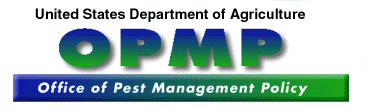 United States Department of Agriculture
OPMP
Office of Pest Management Policy